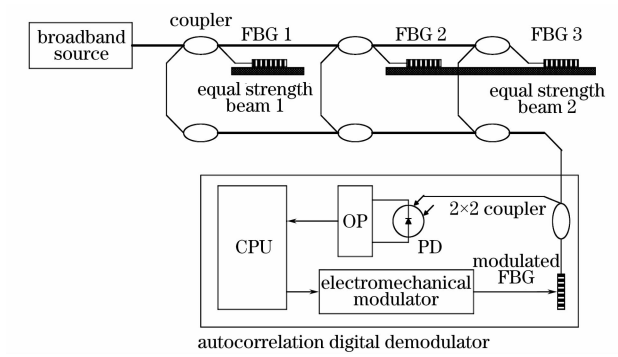 coupler
FBG 1
FBG 2
FBG 3
broadband
source
equal strength
beam 1
equal strength
beam 2
2×2 coupler
OP
CPU
PD
modulated
FBG
electromechanical
modulator
autocorrelation digital demodulator